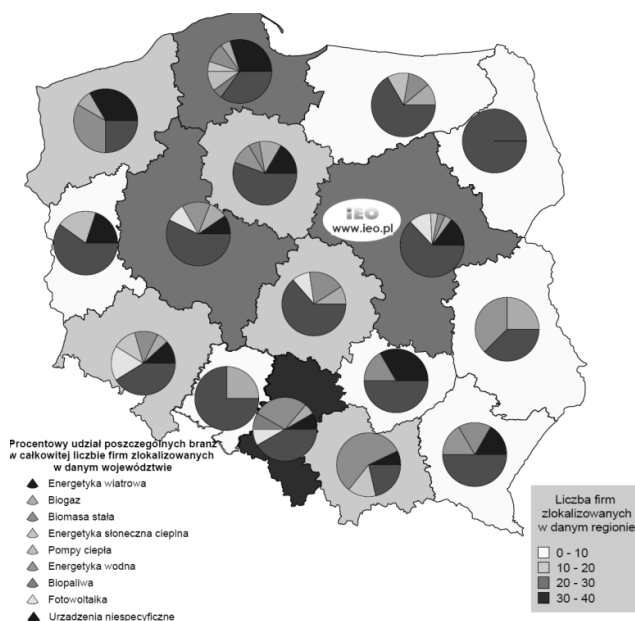 iEO
www.ieo.pl
Procentowy udział poszczególnych branż
w całkowitej liczbie firm zlokalizowanych
w danym województwie
Energetyka wiatrowa
Biogaz
Biomasa stała
Energetyka słoneczna cieplna
Pompy ciepła
Energetyka wodna
Biopaliwa
Fotowoltaika
Urządzenia niespecyficzne
Liczba firm
zlokalizowanych
w danym regionie
0 - 10
10 - 20
20 - 30
30 - 40